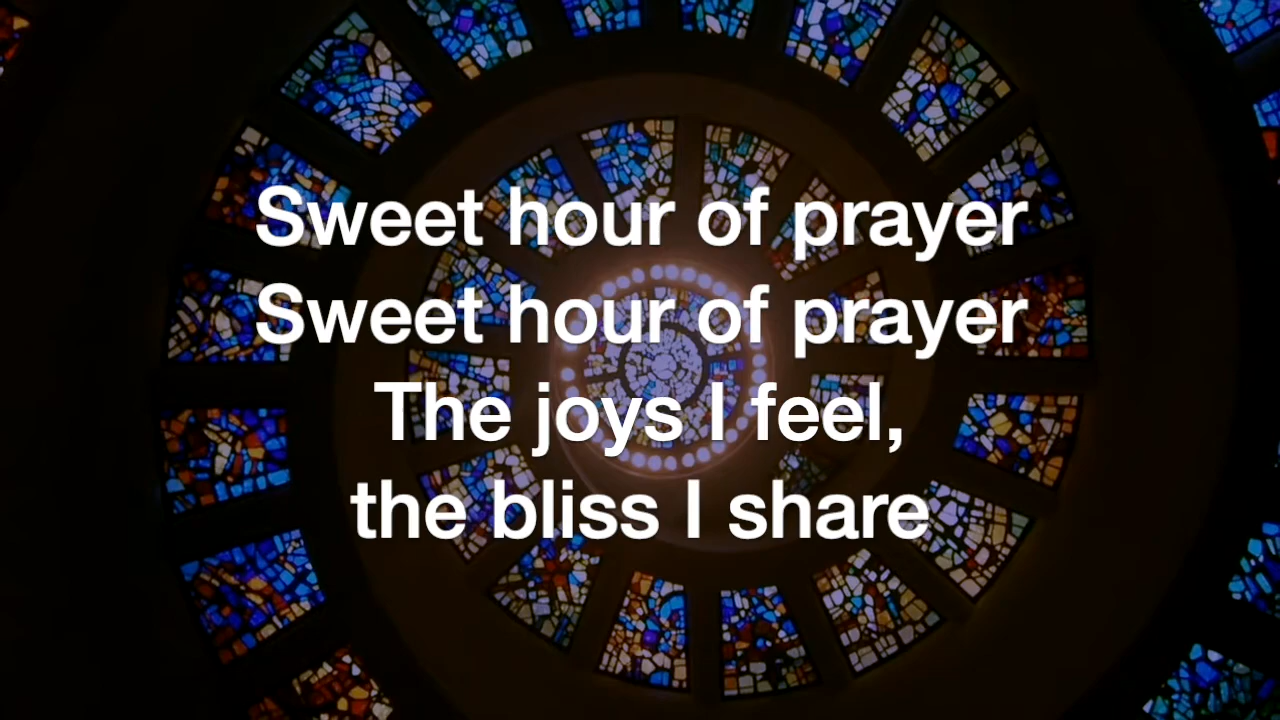 Sweet hour of prayer
Sweet hour of prayer
The joys I feel,
the bliss I share